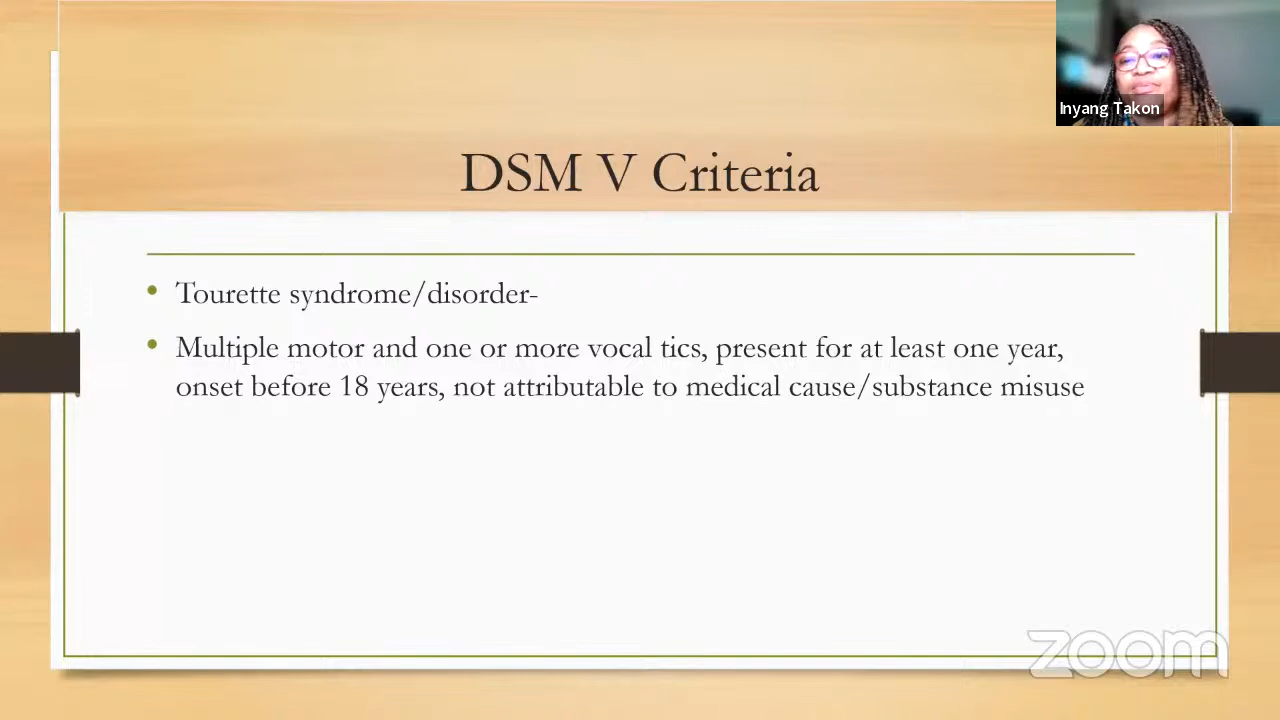 Inyang Takon
DSM V Criteria
• Tourette syndrome/disorder-
• Multiple motor and one or more vocal tics, present for at least one year,
onset before 18 years, not attributable to medical cause/substance misuse
zoom